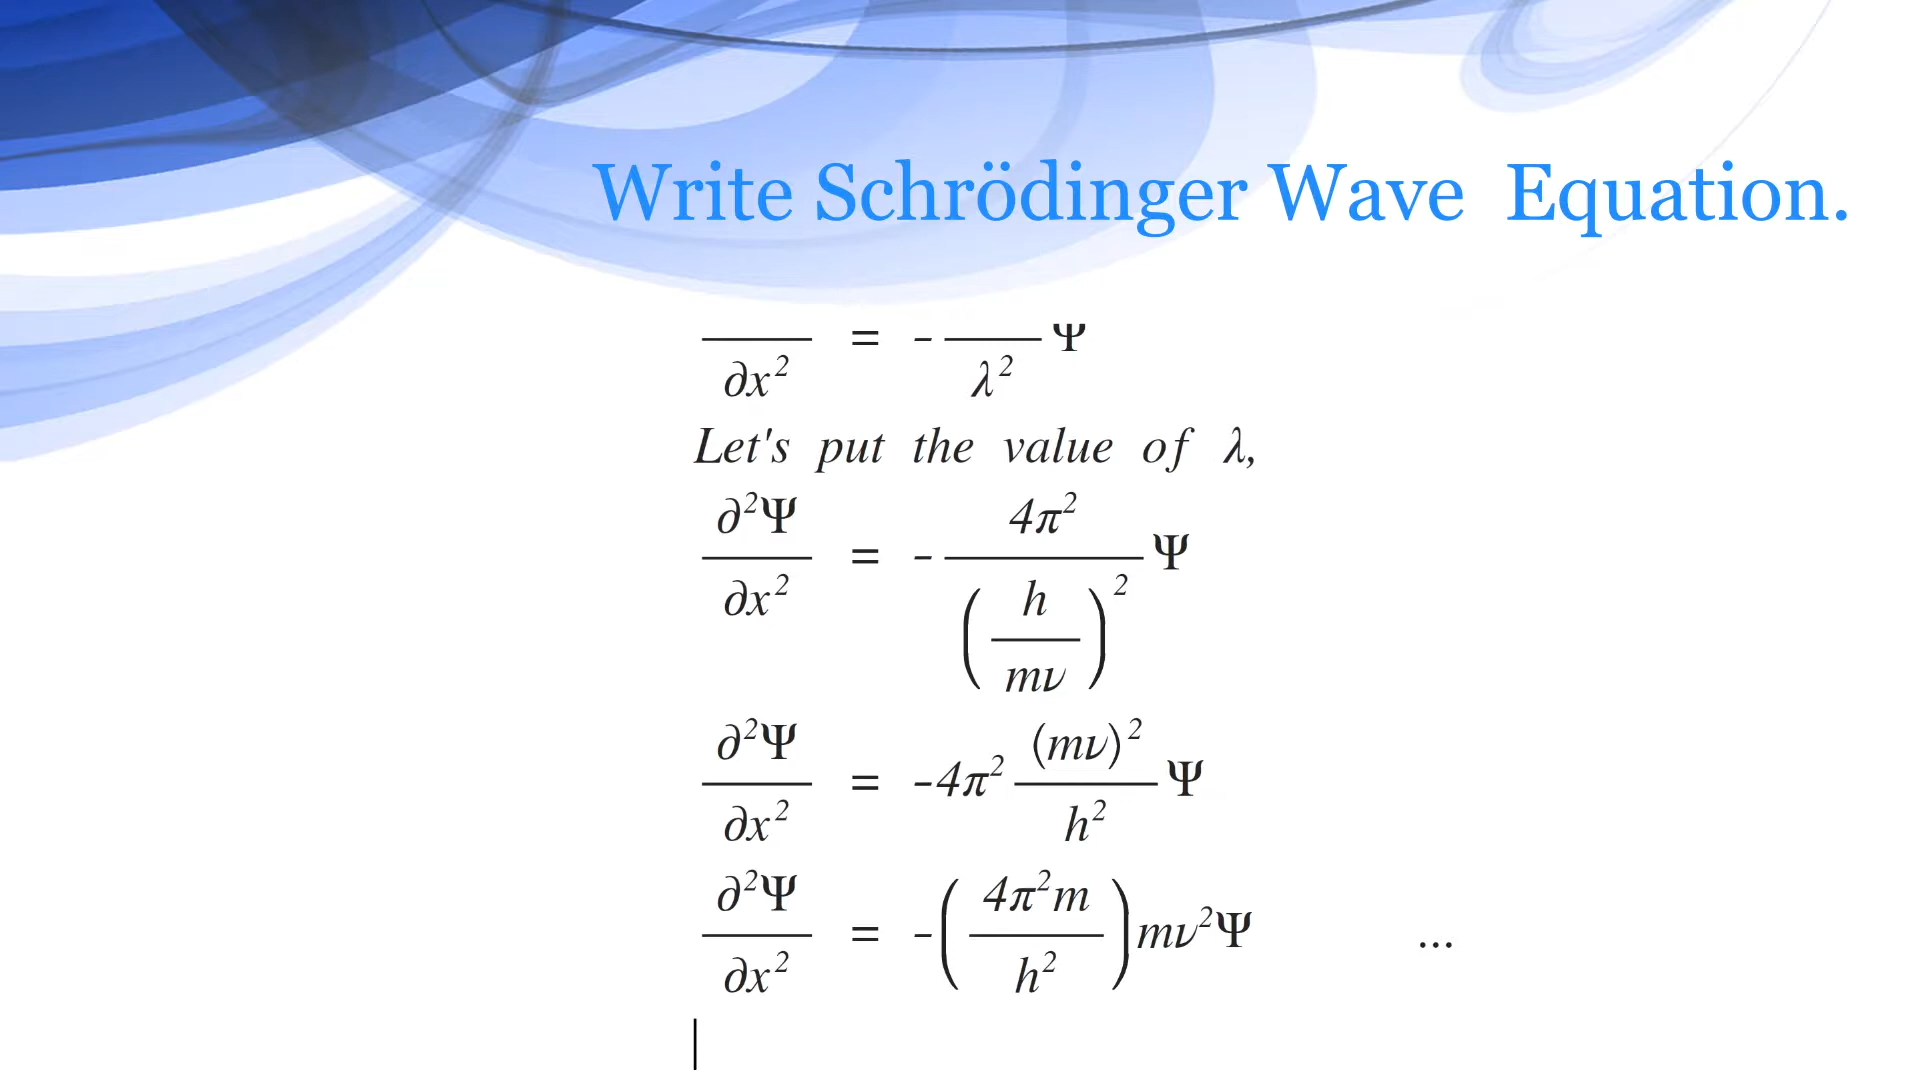 Write Schrödinger Wave Equation.
――― = -――― Ψ
∂x² λ²
Let's put the value of λ,
∂²Ψ/∂x² = -4π²/(h/mν)² Ψ
∂²Ψ/∂x² = -4π² (mν)²/h² Ψ
∂²Ψ/∂x² = -(4π²m/h²)mν²Ψ ...